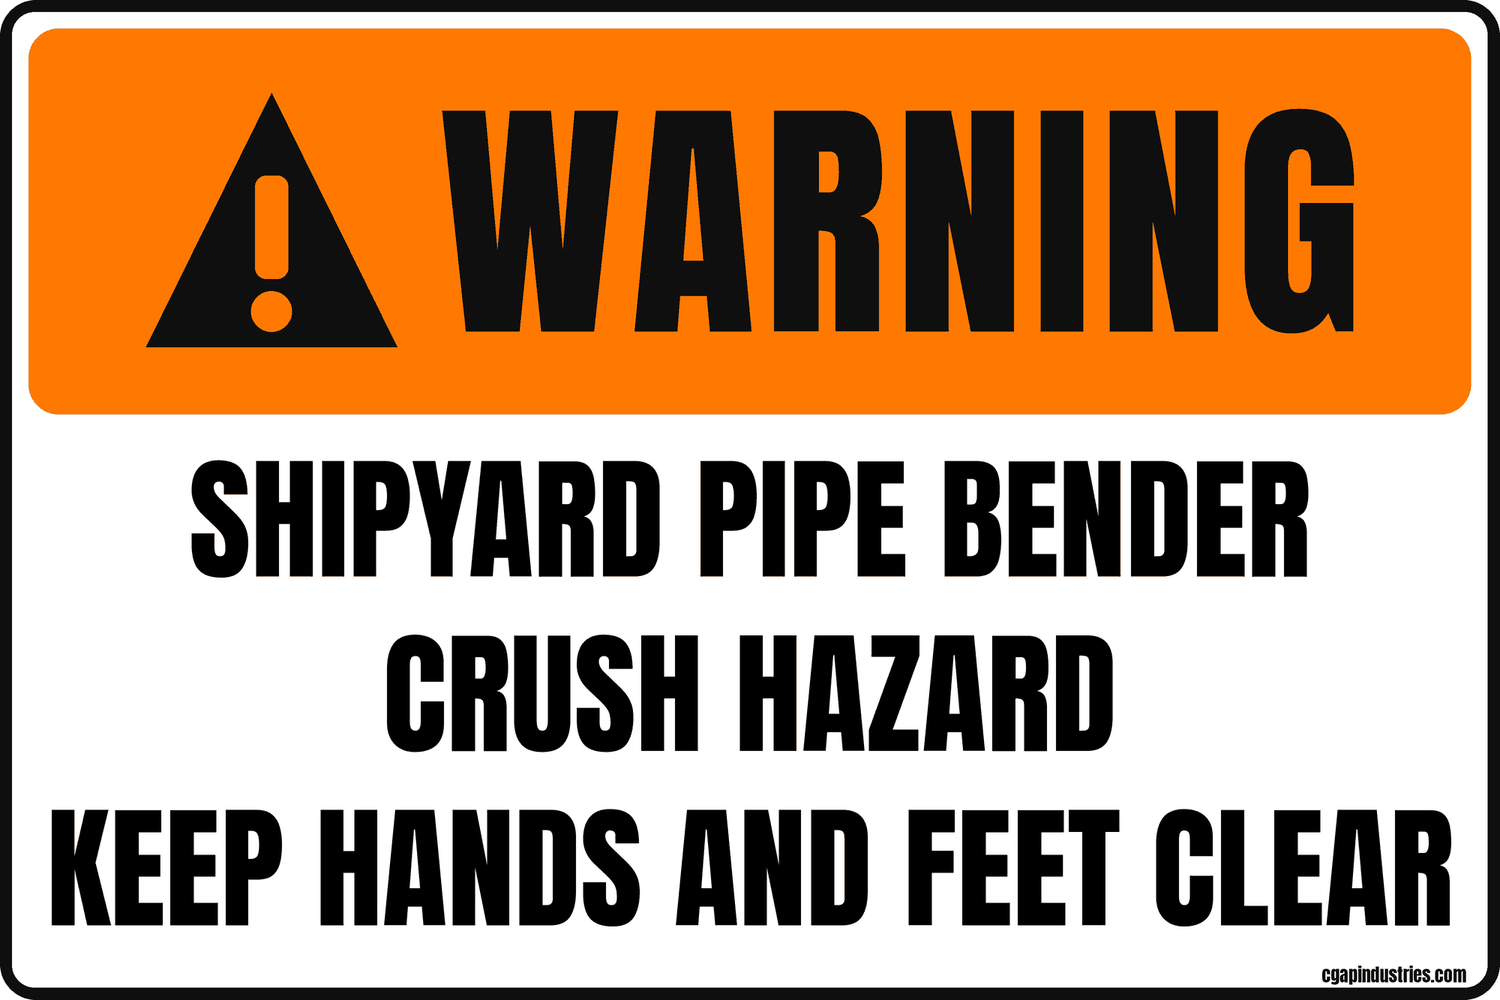 WARNING
SHIPYARD PIPE BENDER
CRUSH HAZARD
KEEP HANDS AND FEET CLEAR
cgapindustries.com